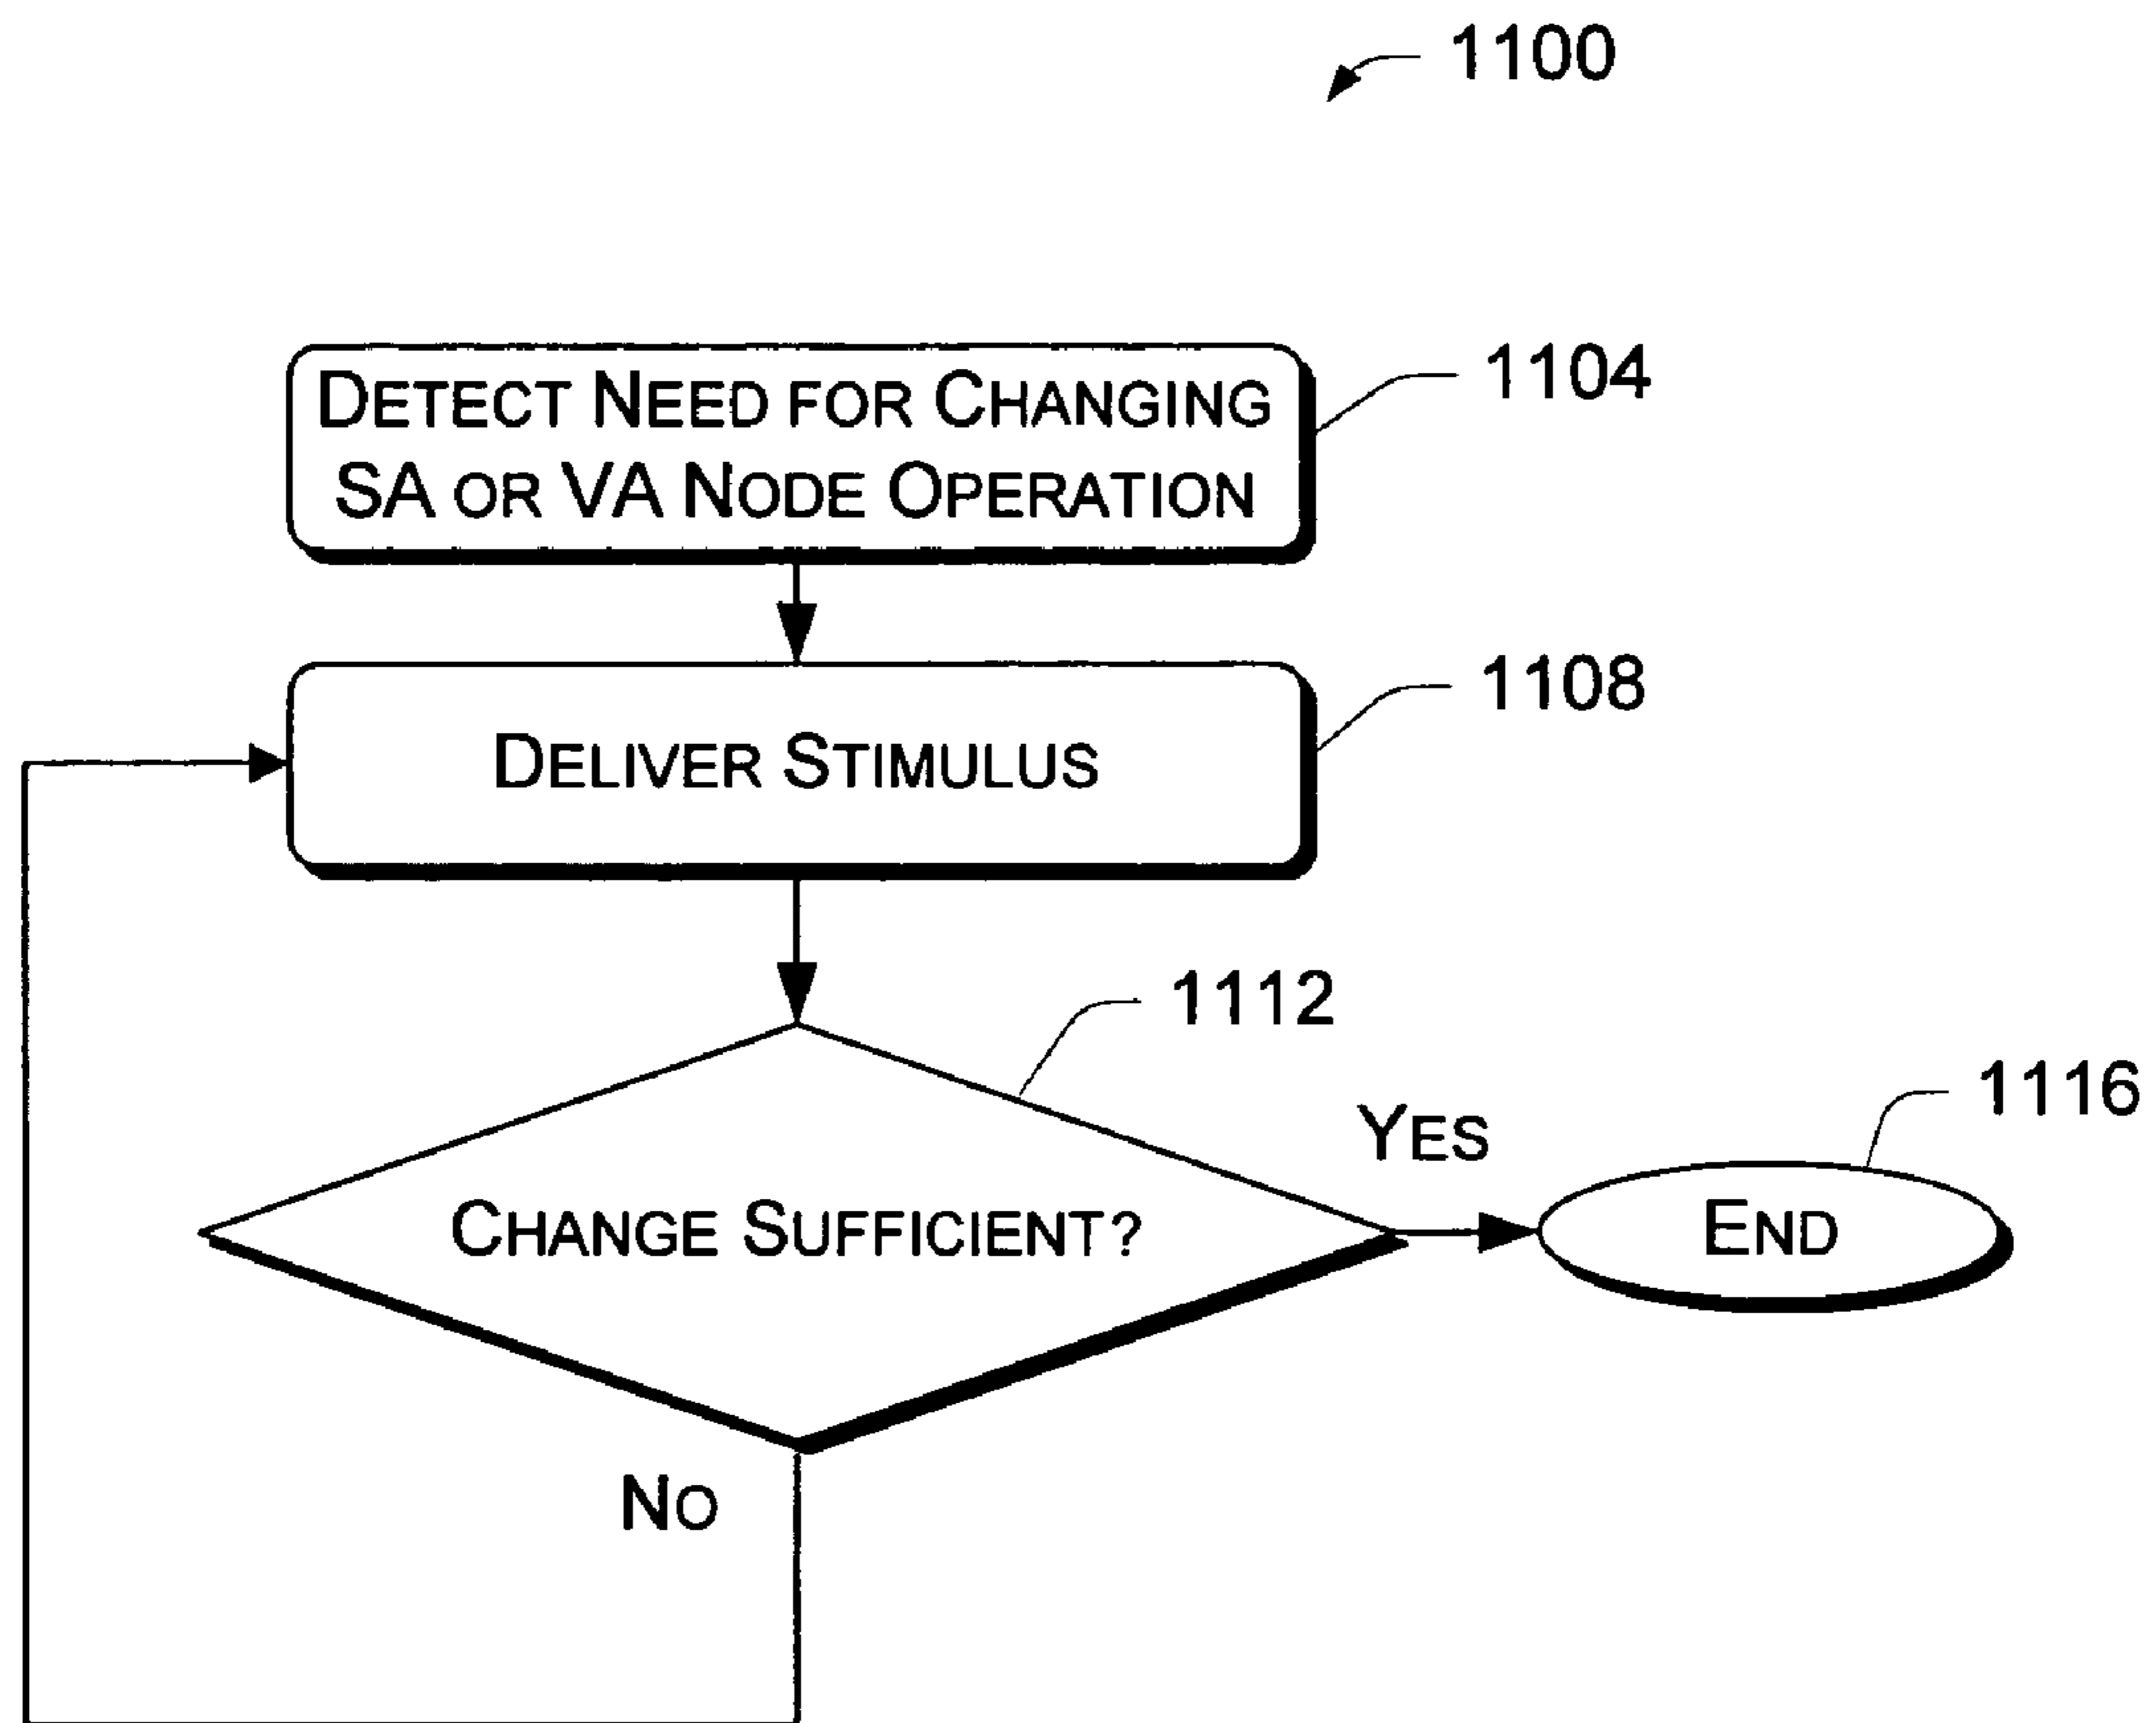 1100
DETECT NEED FOR CHANGING
SA OR VA NODE OPERATION
1104
DELIVER STIMULUS
1108
1112
CHANGE SUFFICIENT?
YES
1116
END
NO